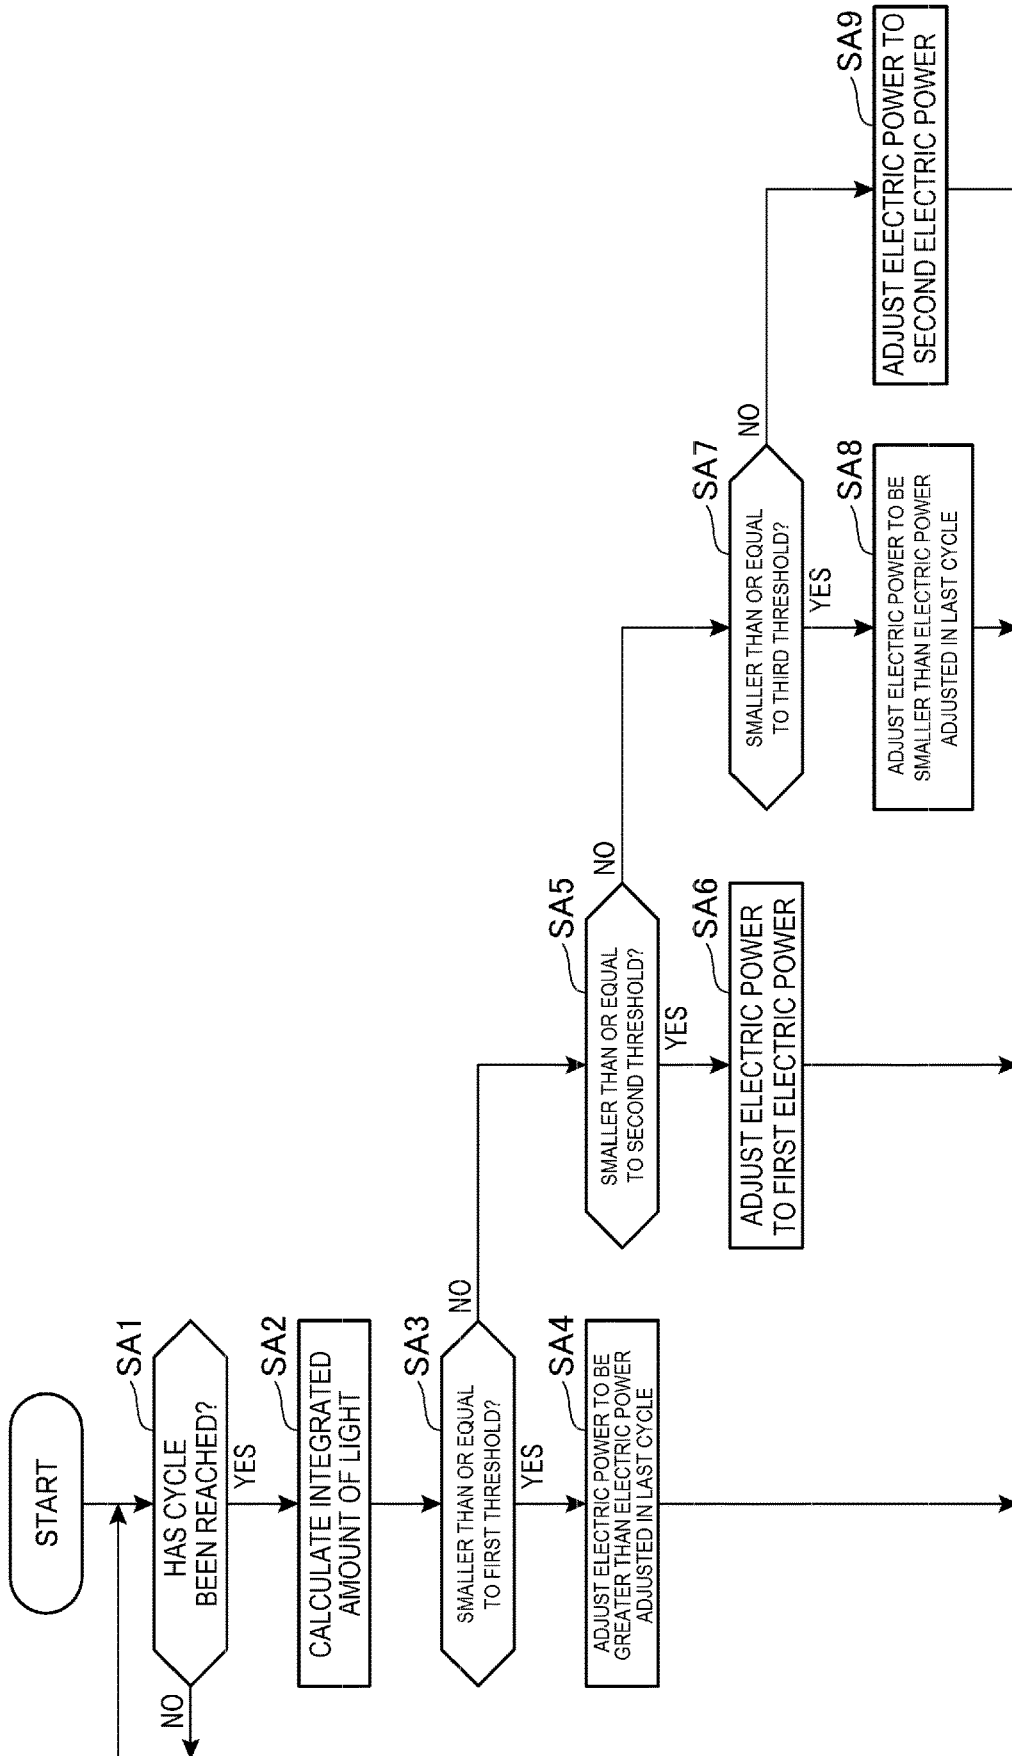 START
SA1
HAS CYCLE
BEEN REACHED?
NO
YES
SA2
CALCULATE INTEGRATED
AMOUNT OF LIGHT
SA3
SMALLER THAN OR EQUAL
TO FIRST THRESHOLD?
NO
YES
SA4
ADJUST ELECTRIC POWER TO BE
GREATER THAN ELECTRIC POWER
ADJUSTED IN LAST CYCLE
SA5
SMALLER THAN OR EQUAL
TO SECOND THRESHOLD?
NO
YES
SA6
ADJUST ELECTRIC POWER
TO FIRST ELECTRIC POWER
SA7
SMALLER THAN OR EQUAL
TO THIRD THRESHOLD?
NO
YES
SA8
ADJUST ELECTRIC POWER TO BE
SMALLER THAN ELECTRIC POWER
ADJUSTED IN LAST CYCLE
SA9
ADJUST ELECTRIC POWER TO
SECOND ELECTRIC POWER